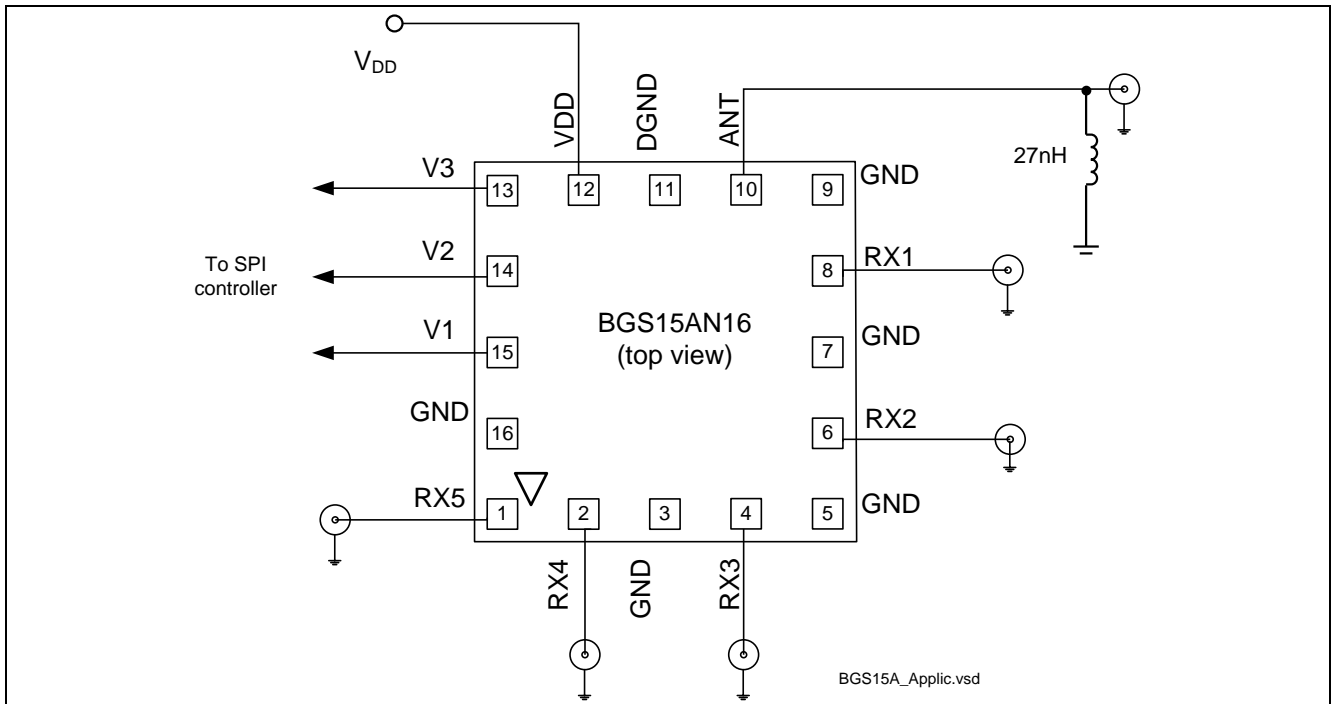 V_DD
VDD
DGND
ANT
27nH
V3
13
12
11
10
9
GND
To SPI
controller
V2
14
8
RX1
BGS15AN16
(top view)
V1
15
7
GND
GND
16
6
RX2
RX5
1
2
3
4
5
GND
RX4
GND
RX3
BGS15A_Applic.vsd